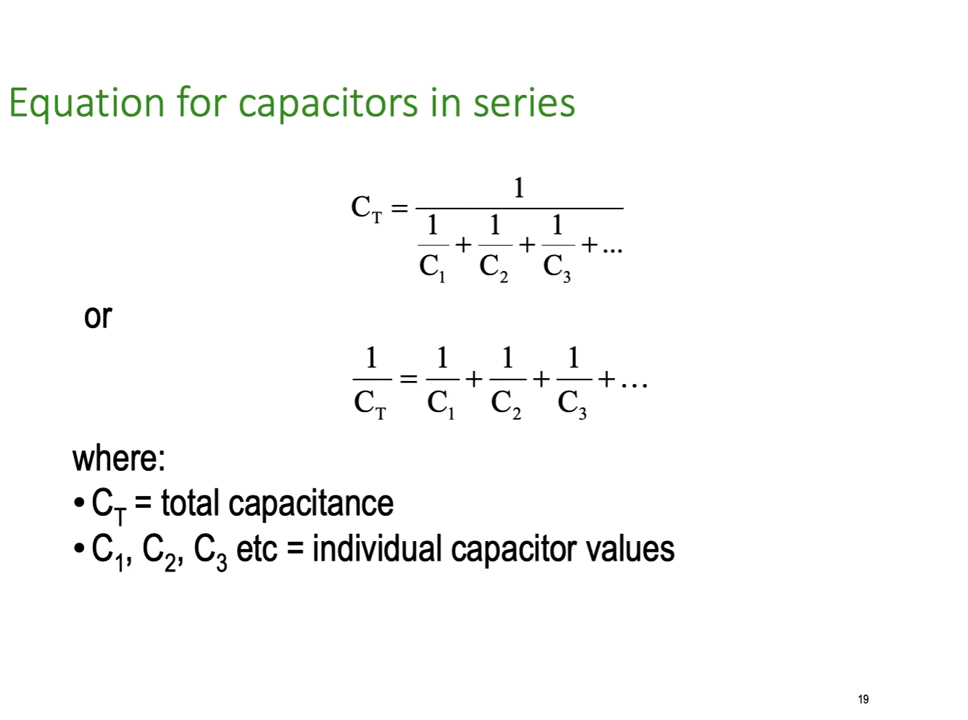 Equation for capacitors in series
C_T = 1 / (1/C_1 + 1/C_2 + 1/C_3 + ...)
or
1/C_T = 1/C_1 + 1/C_2 + 1/C_3 + …
where:
• C_T = total capacitance
• C_1, C_2, C_3 etc = individual capacitor values
19